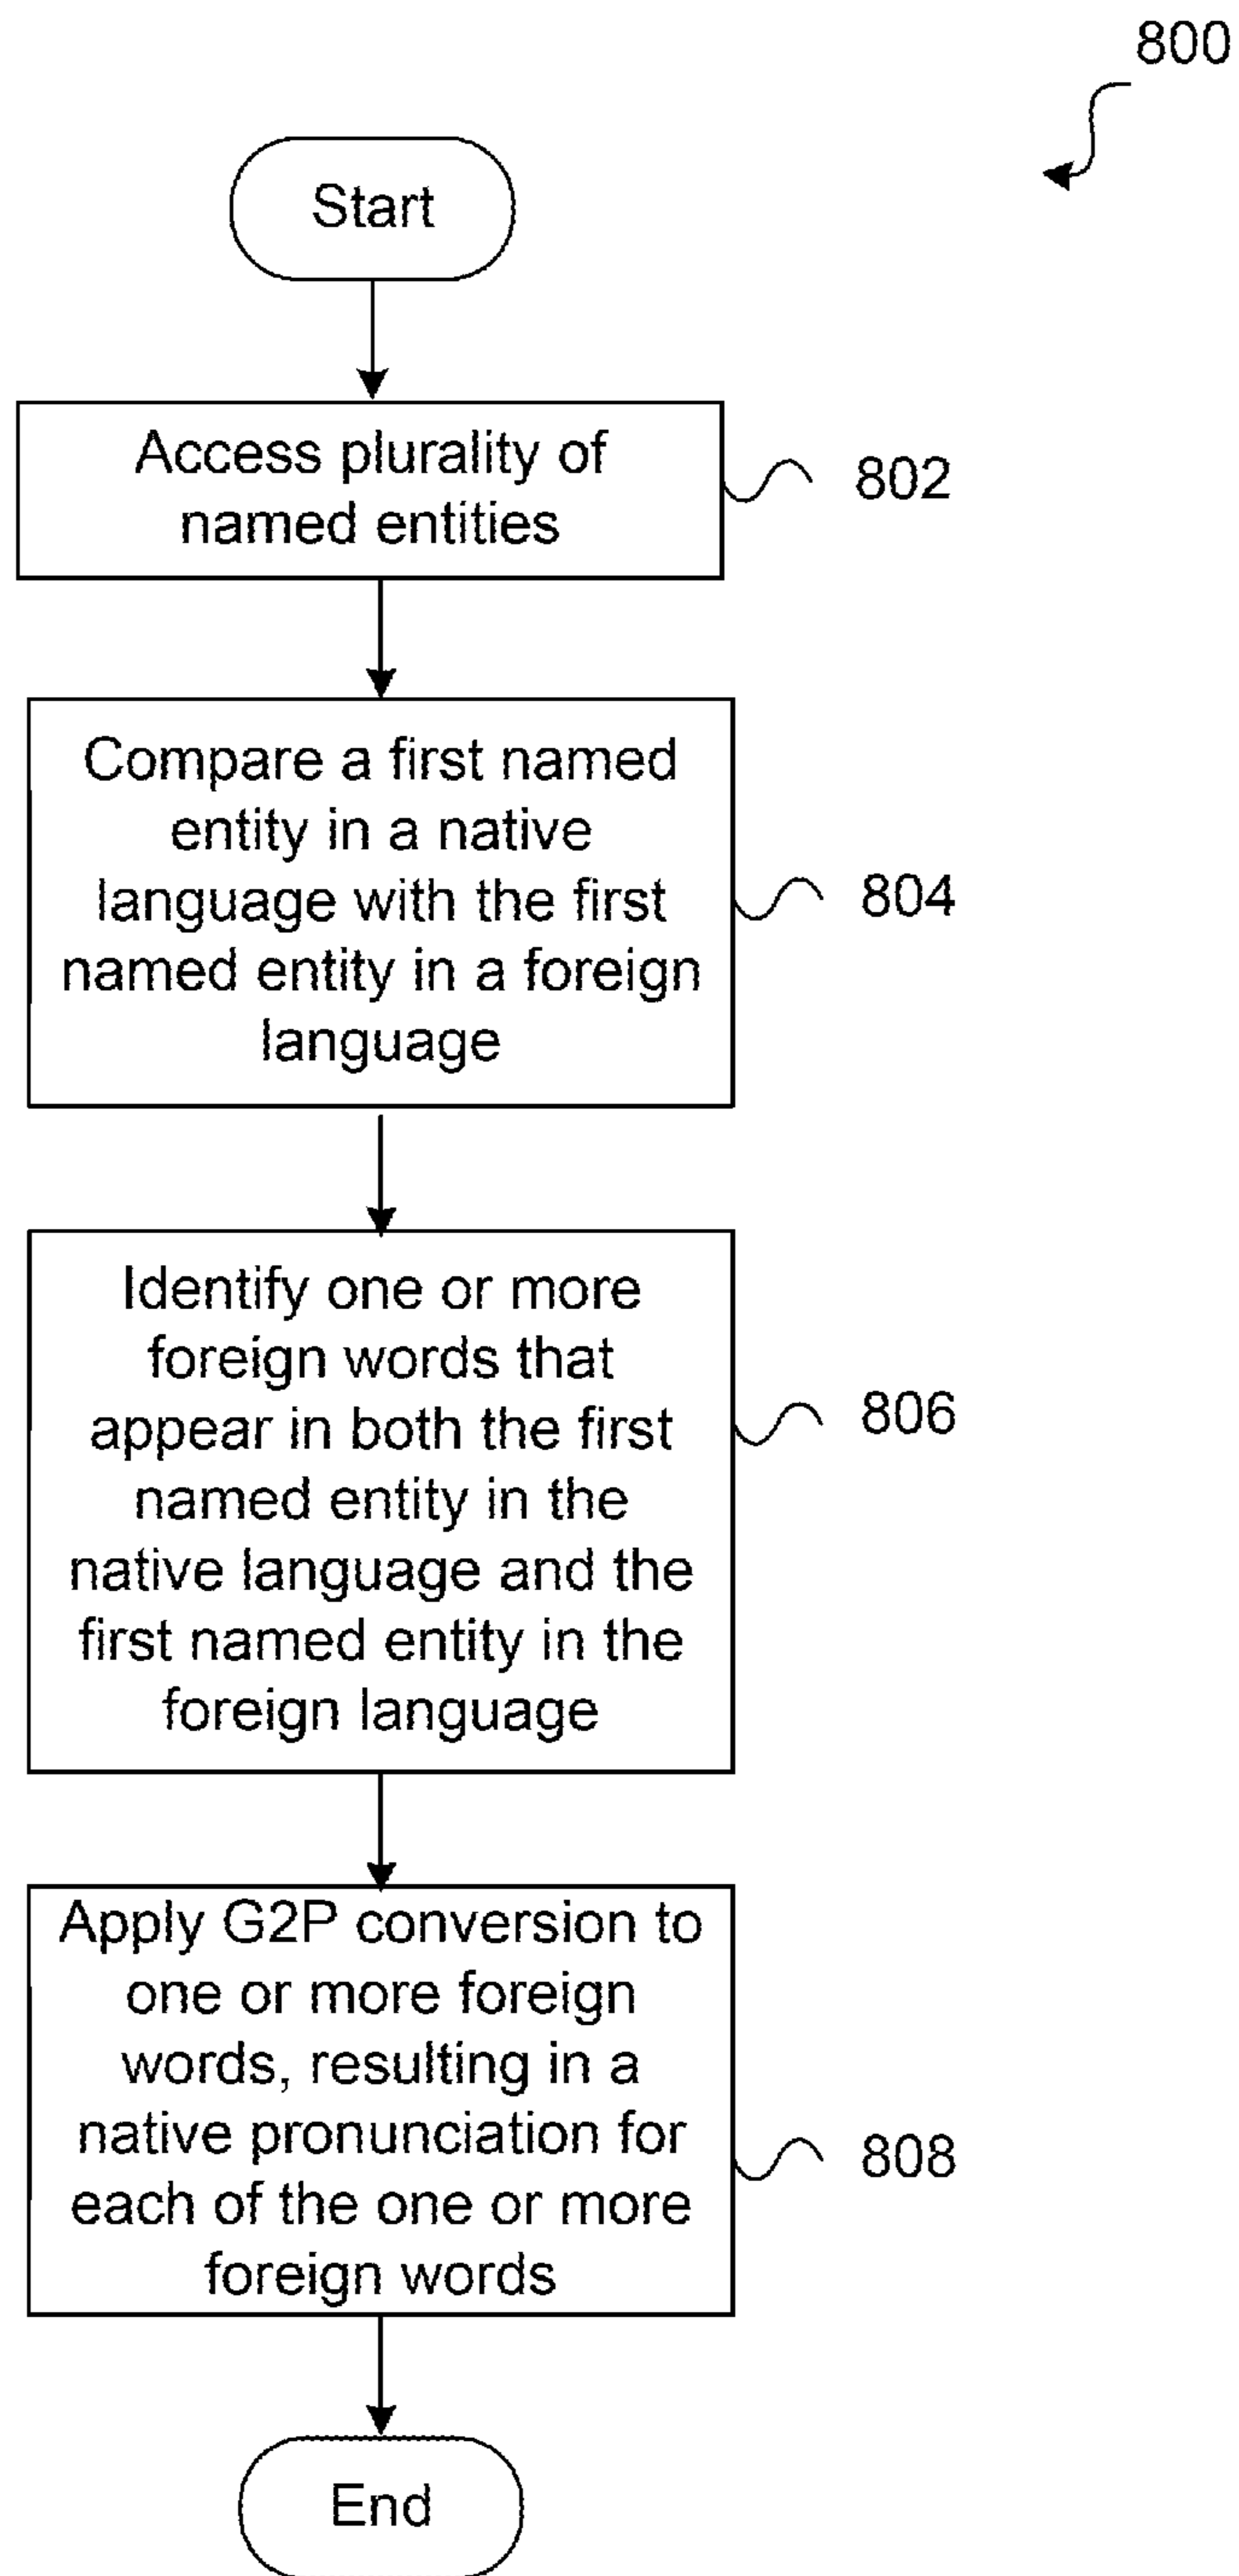 800
Start
Access plurality of
named entities
802
Compare a first named
entity in a native
language with the first
named entity in a foreign
language
804
Identify one or more
foreign words that
appear in both the first
named entity in the
native language and the
first named entity in the
foreign language
806
Apply G2P conversion to
one or more foreign
words, resulting in a
native pronunciation for
each of the one or more
foreign words
808
End